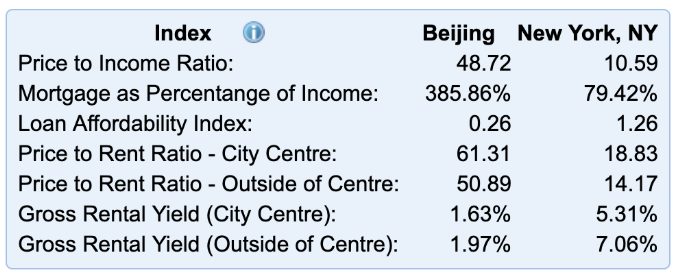 Index Beijing New York, NY
Price to Income Ratio: 48.72 10.59
Mortgage as Percentange of Income: 385.86% 79.42%
Loan Affordability Index: 0.26 1.26
Price to Rent Ratio - City Centre: 61.31 18.83
Price to Rent Ratio - Outside of Centre: 50.89 14.17
Gross Rental Yield (City Centre): 1.63% 5.31%
Gross Rental Yield (Outside of Centre): 1.97% 7.06%